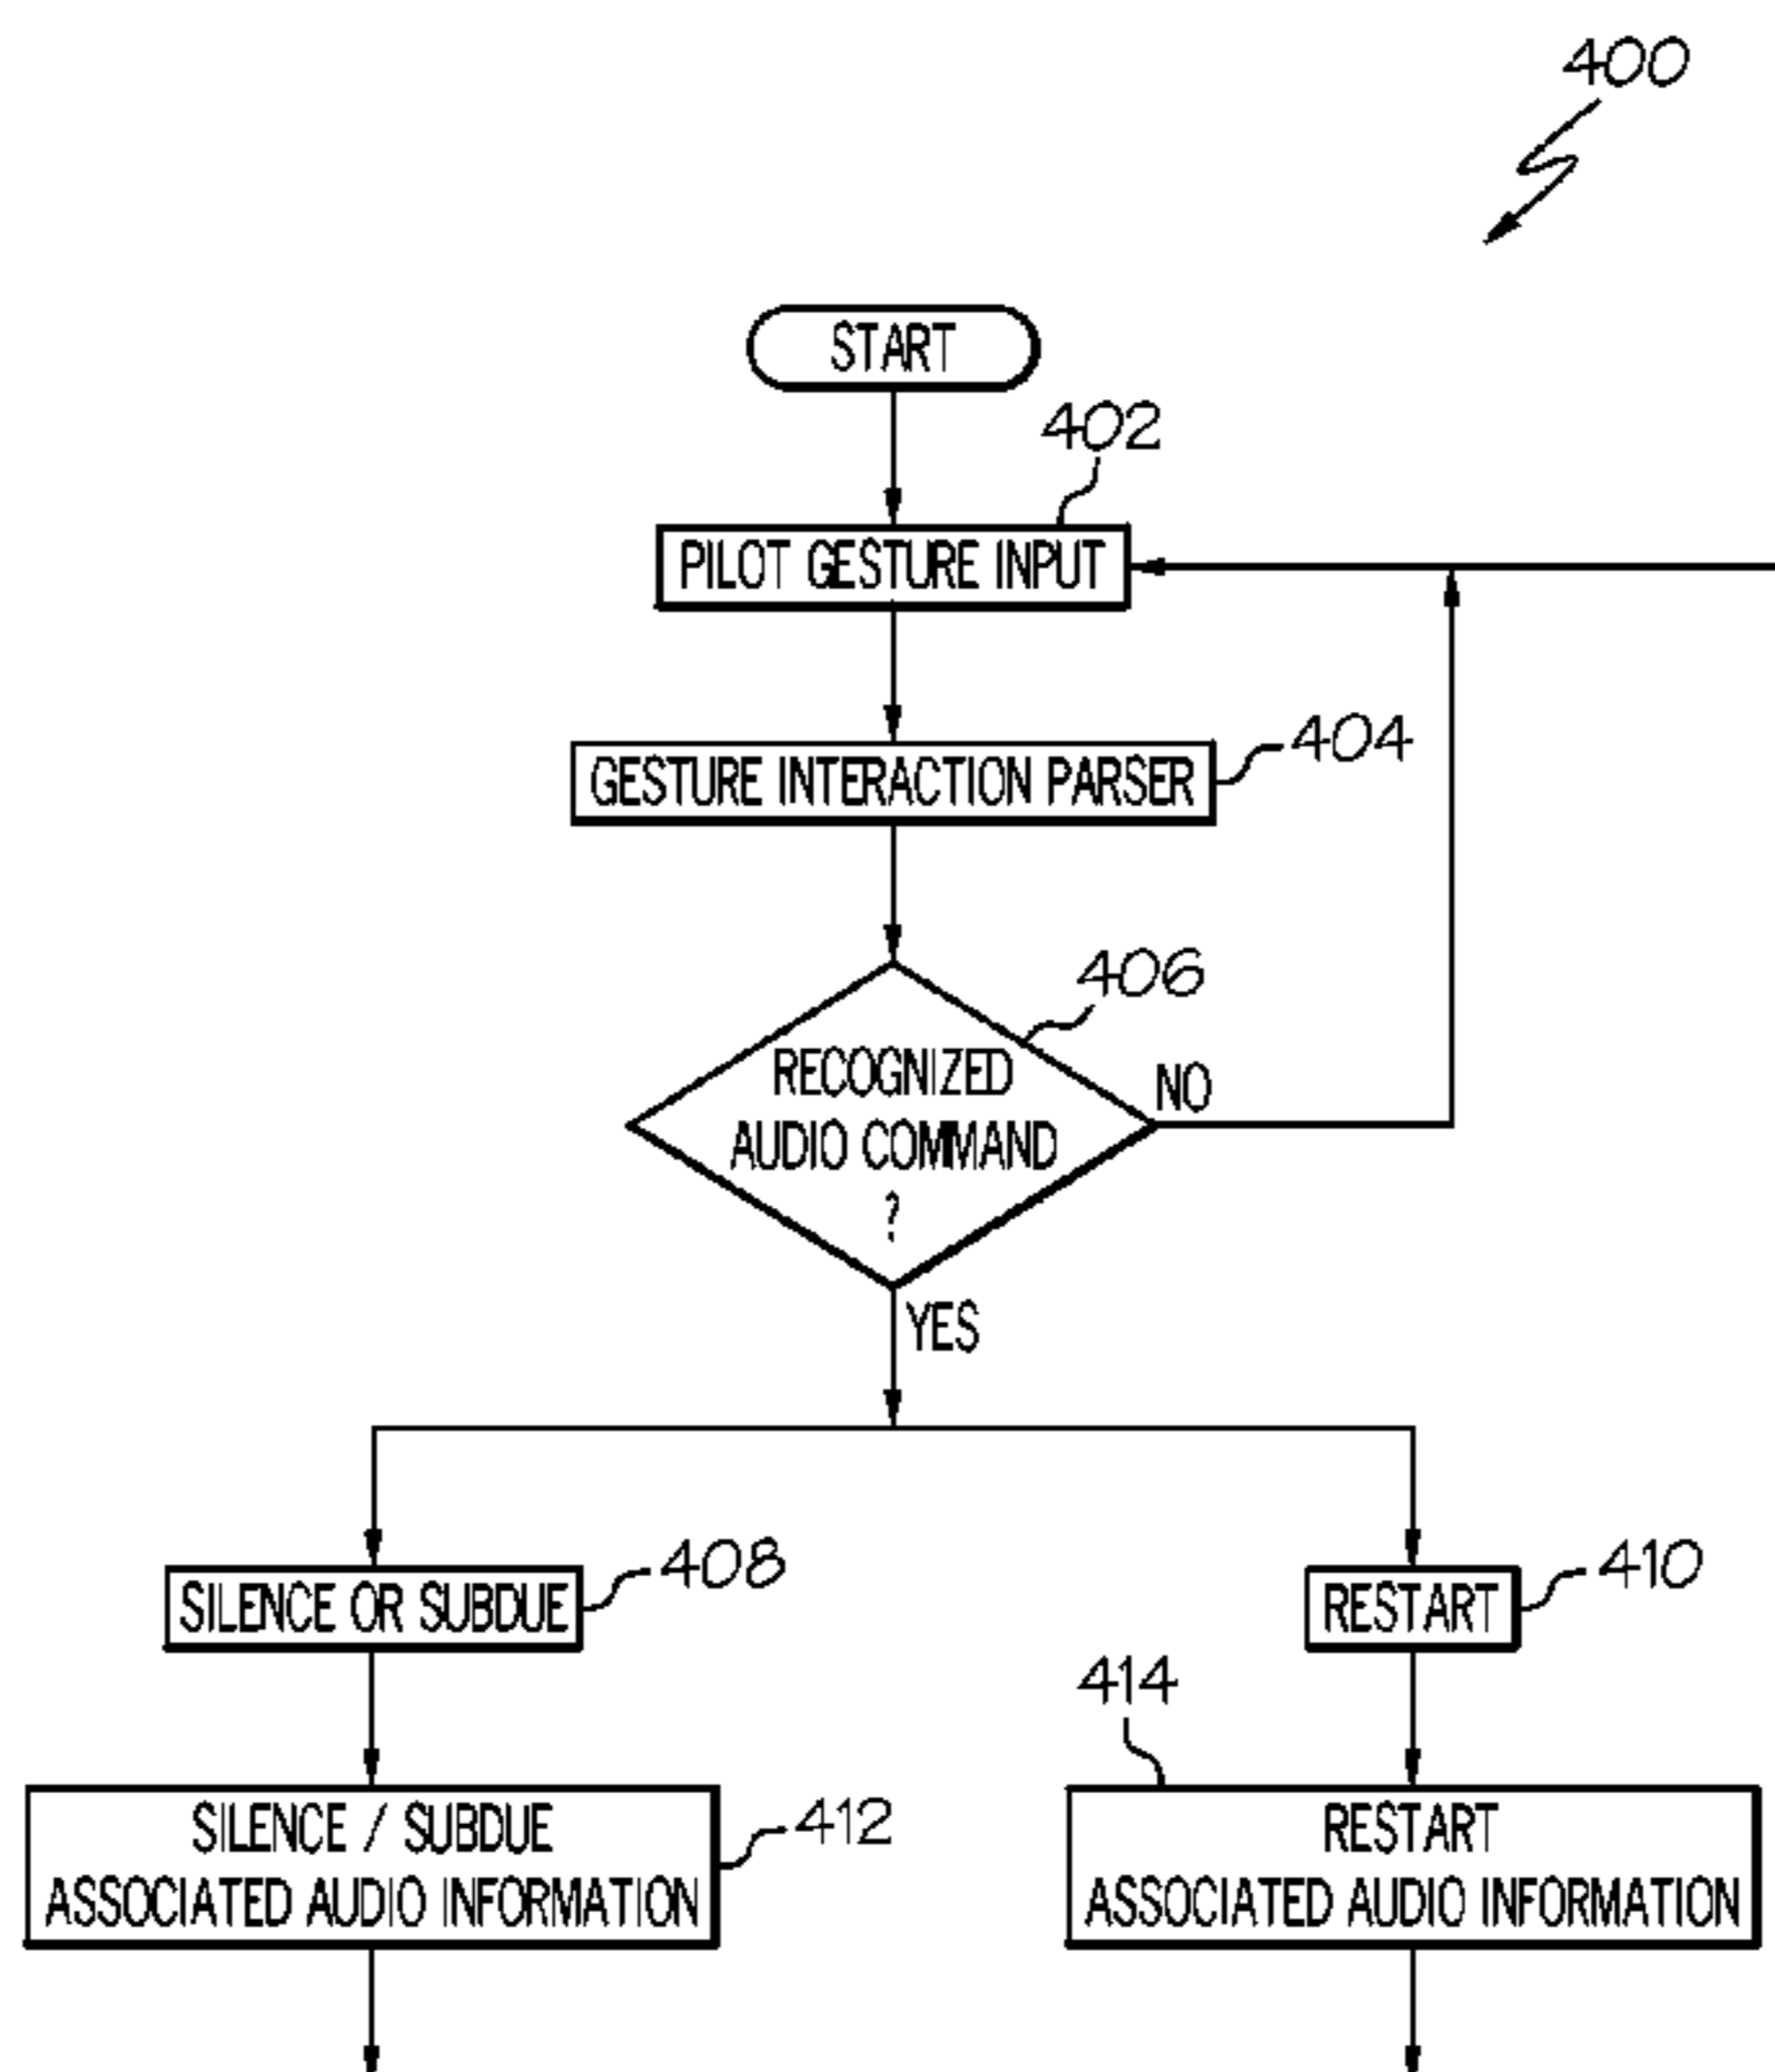 400
START
402
PILOT GESTURE INPUT
GESTURE INTERACTION PARSER
404
406
RECOGNIZED
AUDIO COMMAND
?
NO
YES
SILENCE OR SUBDUE
408
RESTART
410
SILENCE / SUBDUE
ASSOCIATED AUDIO INFORMATION
412
414
RESTART
ASSOCIATED AUDIO INFORMATION